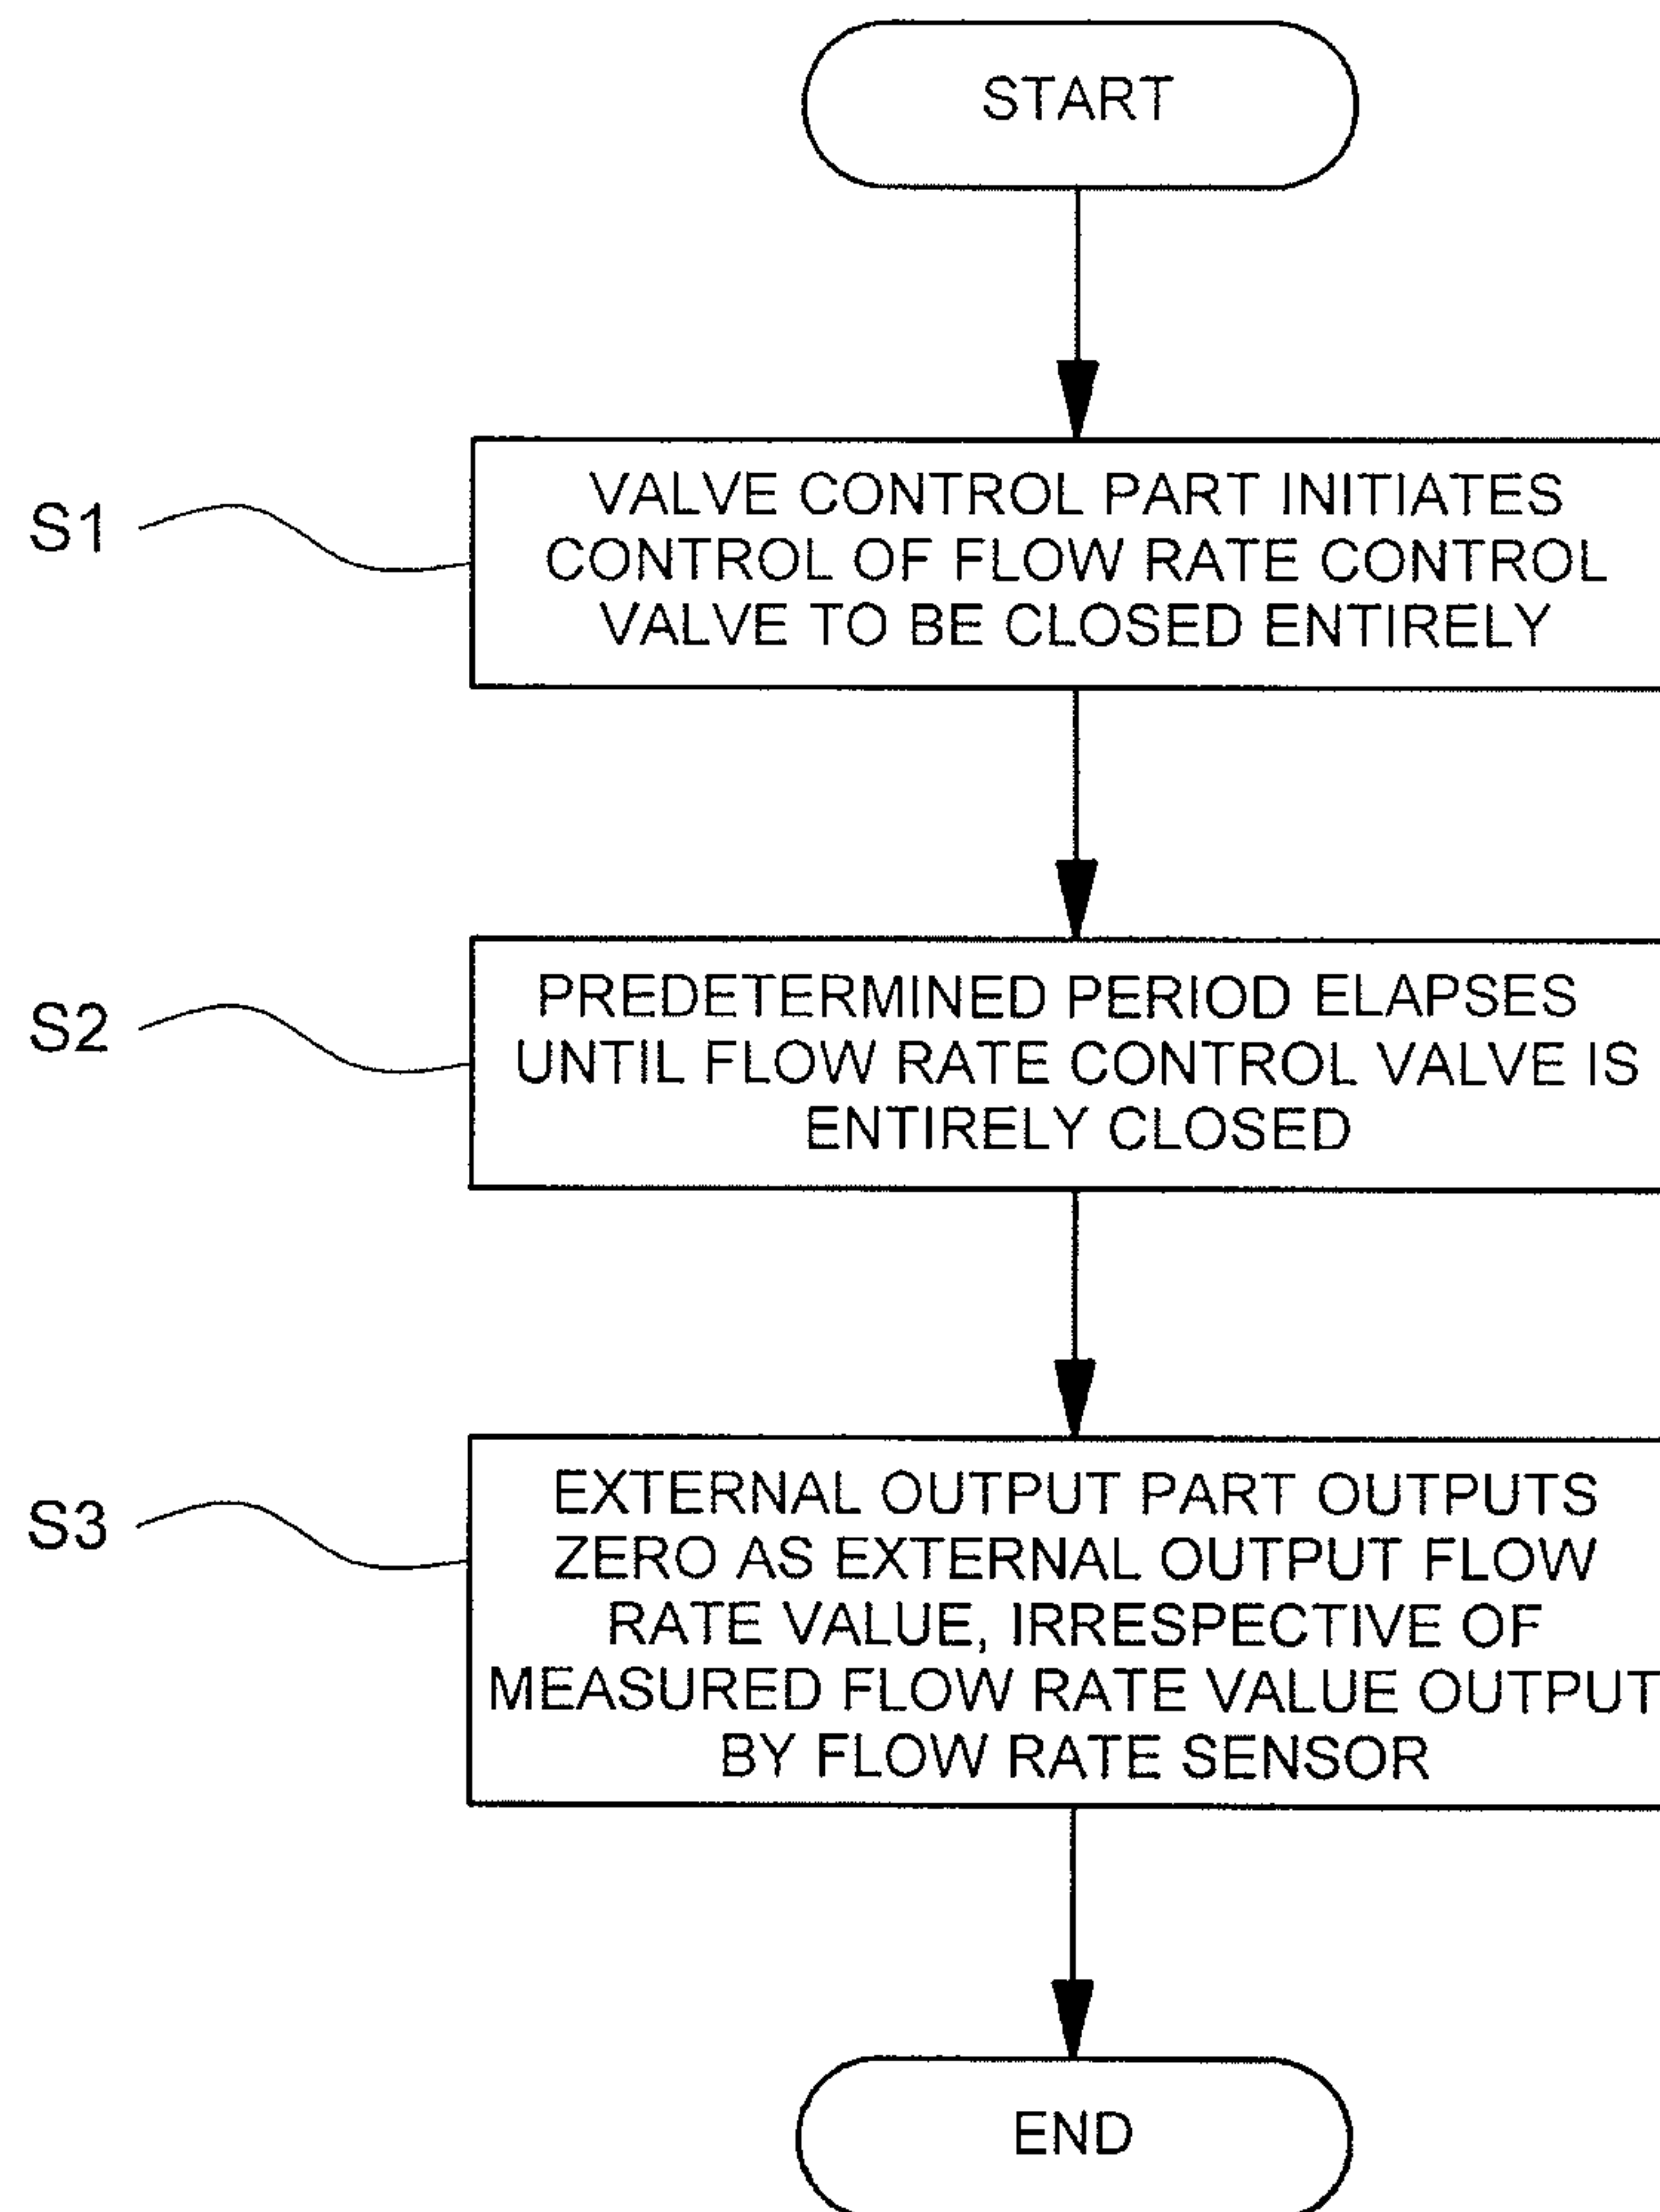 START
S1
VALVE CONTROL PART INITIATES
CONTROL OF FLOW RATE CONTROL
VALVE TO BE CLOSED ENTIRELY
S2
PREDETERMINED PERIOD ELAPSES
UNTIL FLOW RATE CONTROL VALVE IS
ENTIRELY CLOSED
S3
EXTERNAL OUTPUT PART OUTPUTS
ZERO AS EXTERNAL OUTPUT FLOW
RATE VALUE, IRRESPECTIVE OF
MEASURED FLOW RATE VALUE OUTPUT
BY FLOW RATE SENSOR
END